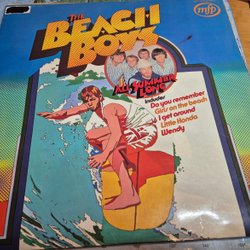 THE
BEACH
BOYS
mfp
ALL SUMMER
LONG
Includes
Do you remember
Girls on the beach
I get around
Little Honda
Wendy